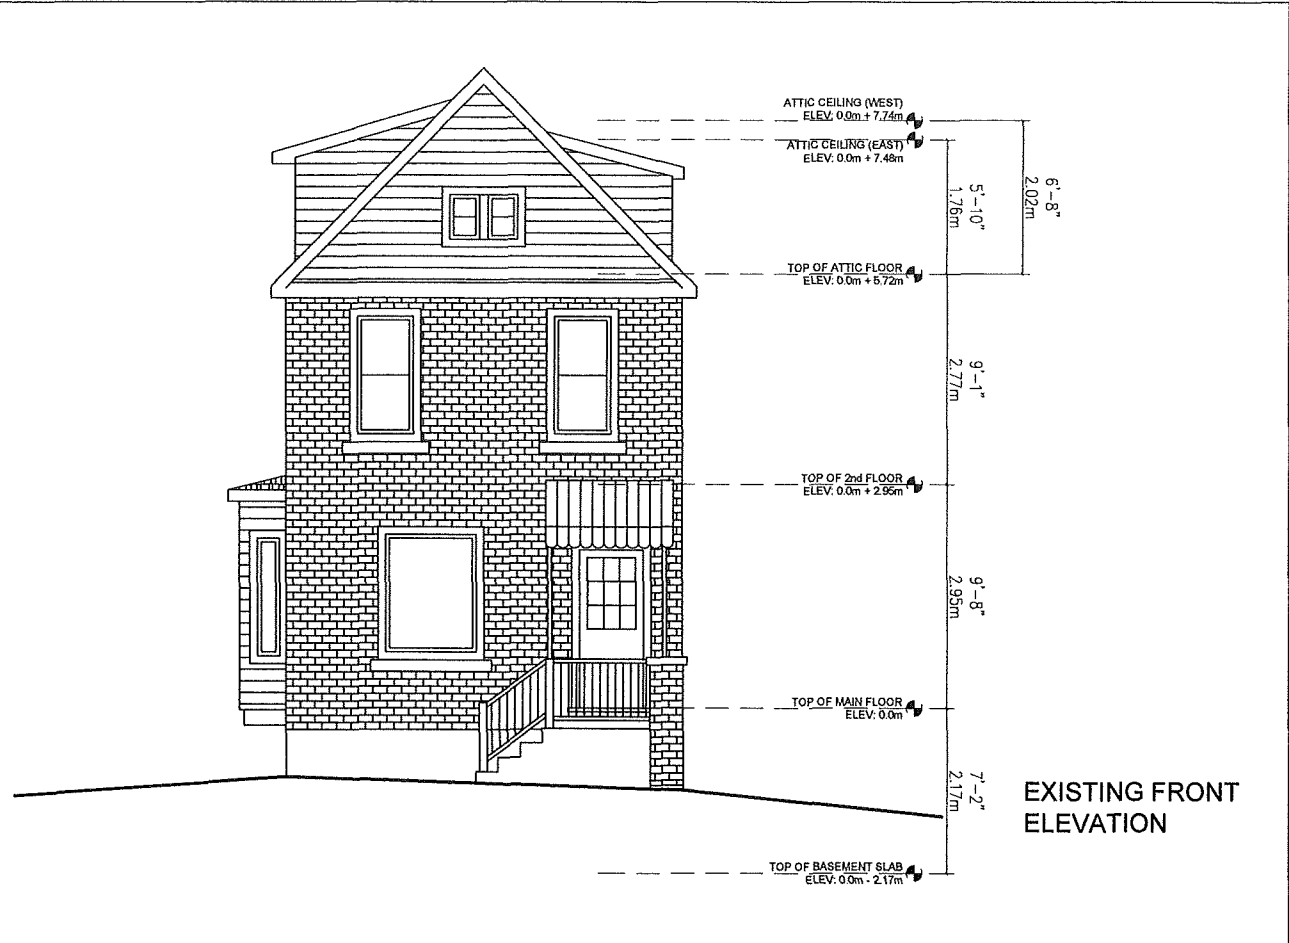 ATTIC CEILING (WEST)
ELEV: 0.0m + 7.74m
ATTIC CEILING (EAST)
ELEV: 0.0m + 7.48m
6'-8"
2.02m
5'-10"
1.76m
TOP OF ATTIC FLOOR
ELEV: 0.0m + 5.72m
9'-1"
2.77m
TOP OF 2nd FLOOR
ELEV: 0.0m + 2.95m
9'-8"
2.95m
TOP OF MAIN FLOOR
ELEV: 0.0m
7'-2"
2.17m
EXISTING FRONT
ELEVATION
TOP OF BASEMENT SLAB
ELEV: 0.0m - 2.17m